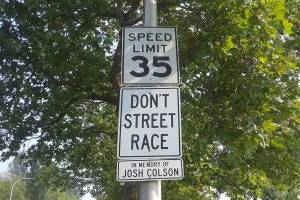 SPEED
LIMIT
35
DON'T
STREET
RACE
IN MEMORY OF
JOSH COLSON